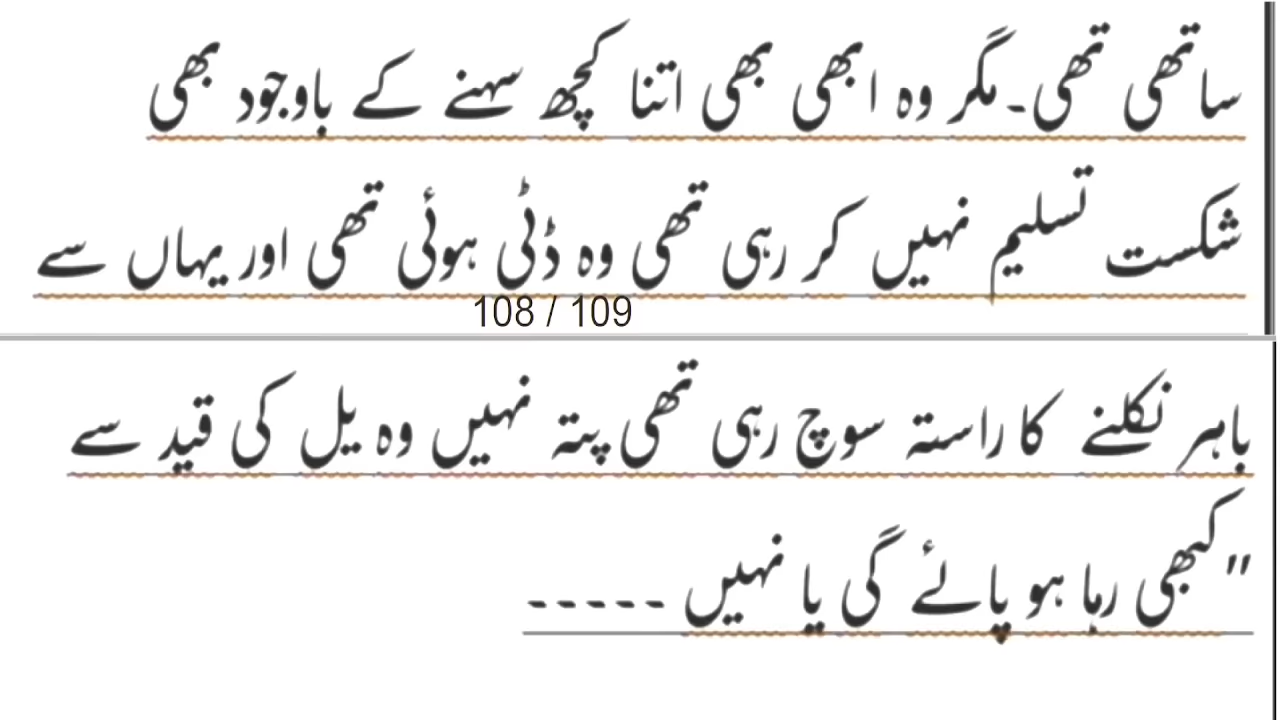 ساتھی تھی۔مگر وہ ابھی بھی اتنا کچھ سہنے کے باوجود بھی
شکست تسلیم نہیں کر رہی تھی وہ ڈٹی ہوئی تھی اور یہاں سے
108 / 109
باہر نکلنے کا راستہ سوچ رہی تھی پتہ نہیں وہ یل کی قید سے
"کبھی رہا ہو پائے گی یا نہیں -----